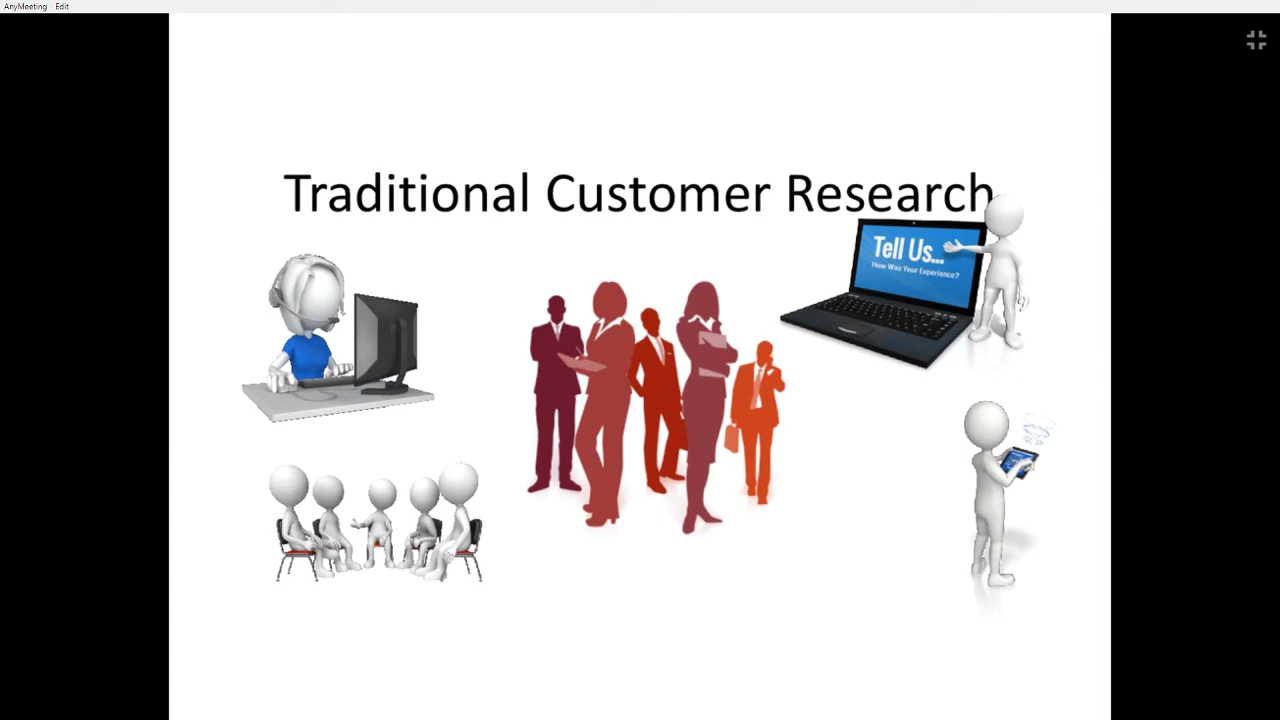 AnyMeeting Edit
Traditional Customer Research
Tell Us...
How Was Your Experience?